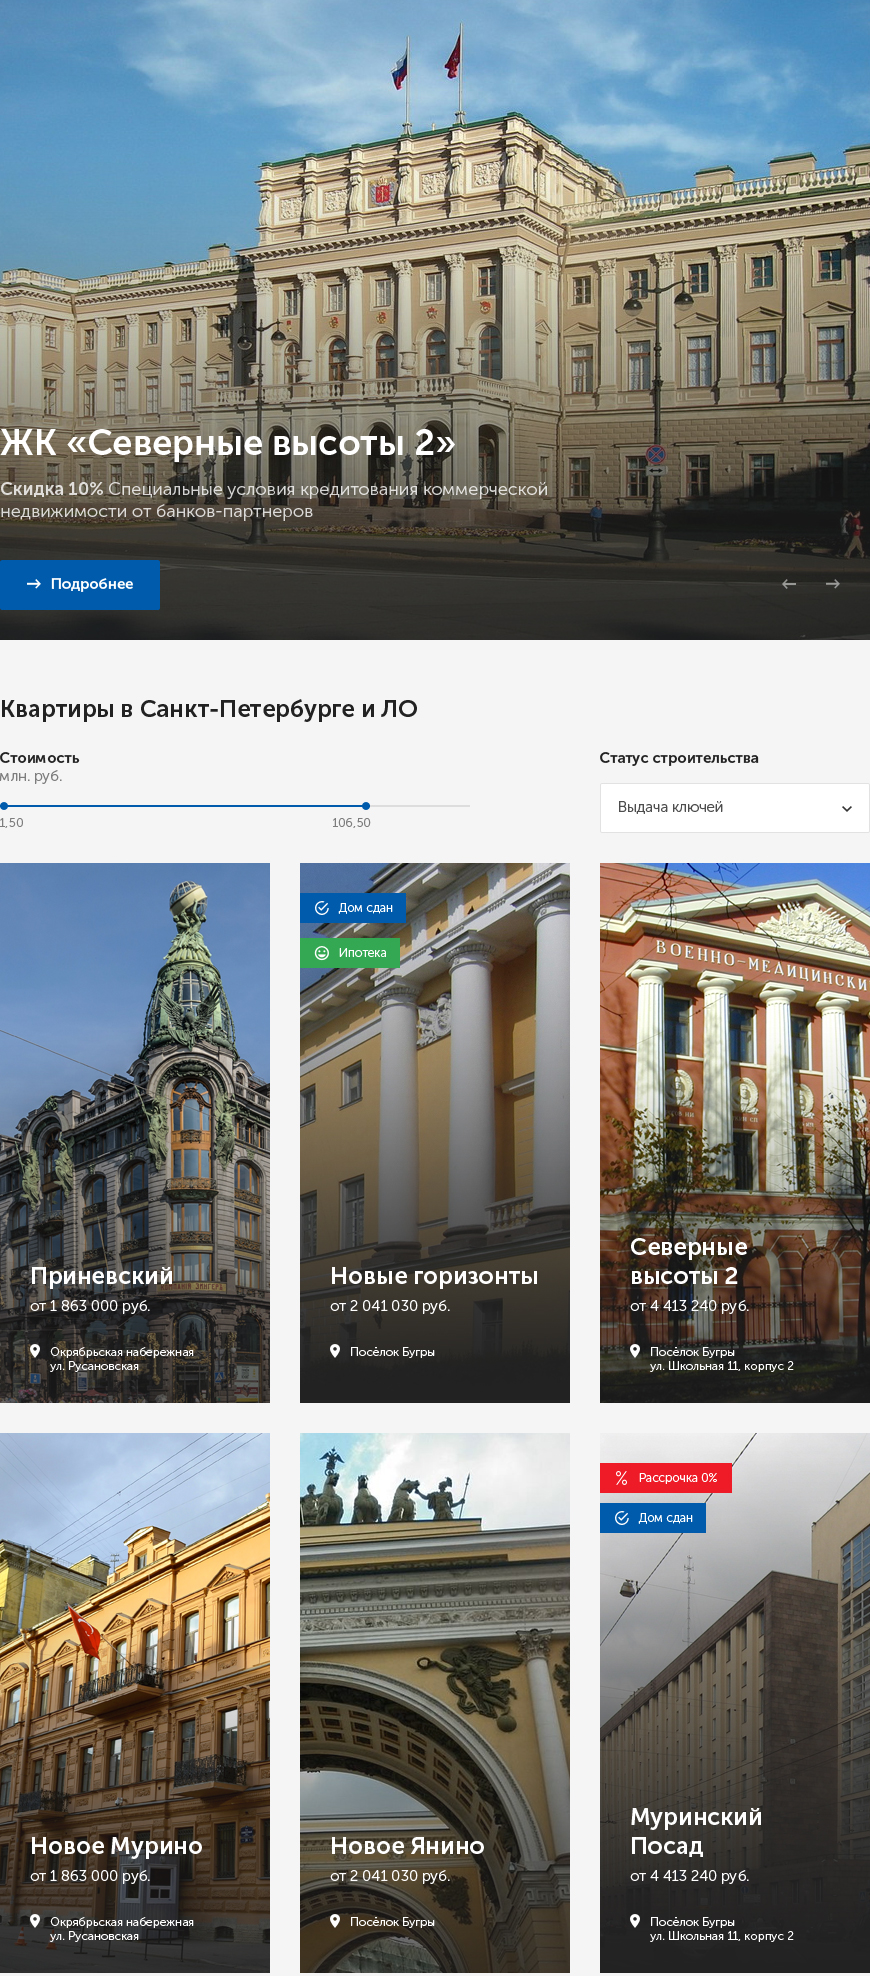 ЖК «Северные высоты 2»
Скидка 10% Специальные условия кредитования коммерческой
недвижимости от банков-партнеров
Подробнее
Квартиры в Санкт-Петербурге и ЛО
Стоимость
млн. руб.
1,50
106,50
Статус строительства
Выдача ключей
Приневский
от 1 863 000 руб.
Окрябрьская набережная
ул. Русановская
Дом сдан
Ипотека
Новые горизонты
от 2 041 030 руб.
Посёлок Бугры
ВОЕННО-МЕДИЦИНСКИ
Северные
высоты 2
от 4 413 240 руб.
Посёлок Бугры
ул. Школьная 11, корпус 2
Новое Мурино
от 1 863 000 руб.
Окрябрьская набережная
ул. Русановская
Новое Янино
от 2 041 030 руб.
Посёлок Бугры
Рассрочка 0%
Дом сдан
Муринский
Посад
от 4 413 240 руб.
Посёлок Бугры
ул. Школьная 11, корпус 2